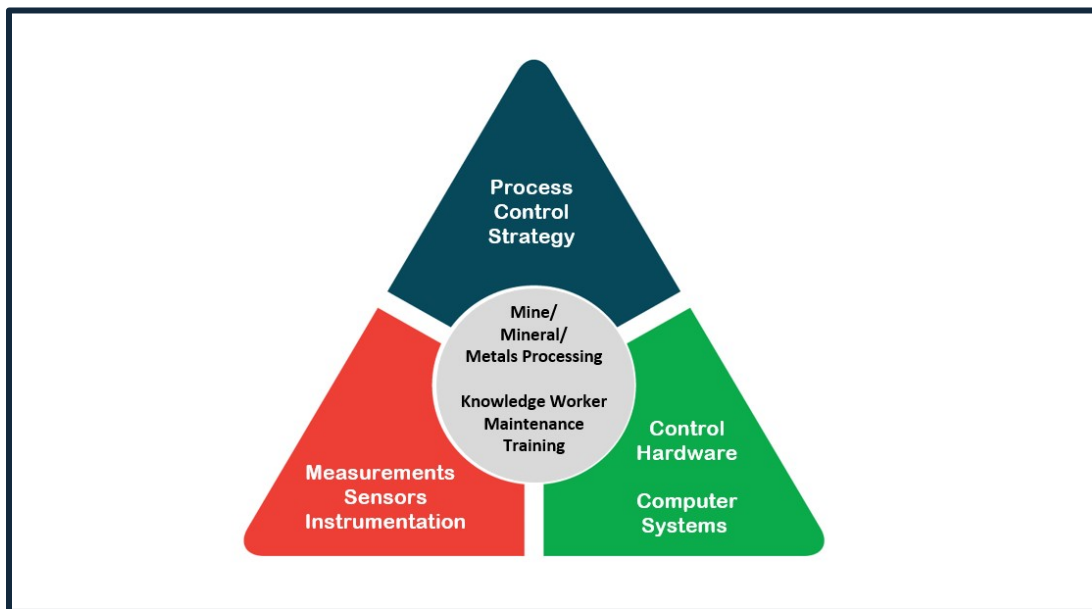 Process
Control
Strategy
Mine/
Mineral/
Metals Processing
Knowledge Worker
Maintenance
Training
Measurements
Sensors
Instrumentation
Control
Hardware
Computer
Systems